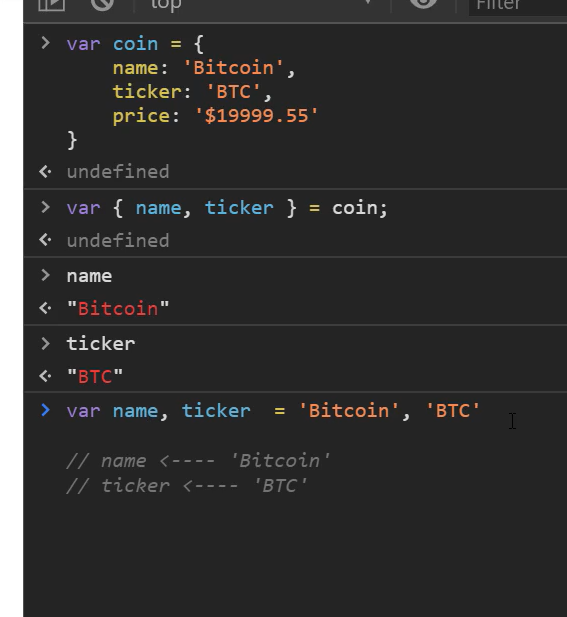 top Filter
> var coin = {
    name: 'Bitcoin',
    ticker: 'BTC',
    price: '$19999.55'
}
undefined
> var { name, ticker } = coin;
undefined
> name
"Bitcoin"
> ticker
"BTC"
> var name, ticker  = 'Bitcoin', 'BTC'
// name <---- 'Bitcoin'
// ticker <---- 'BTC'